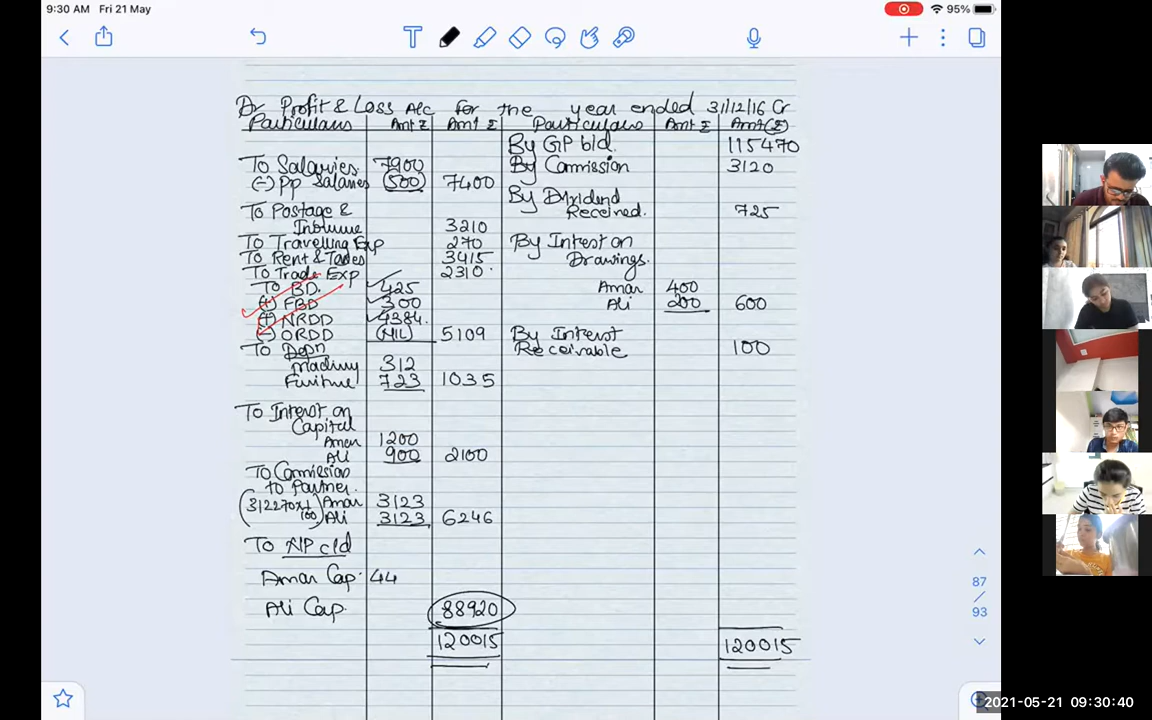 9:30 AM Fri 21 May
95%
Dr Profit & Loss A/c for the year ended 31/12/16 Cr
Particulars Amt ₹ Amt ₹ Particulars Amt ₹ Amt (₹)
By GP b/d. 115470
To Salaries 7900 By Commission 3120
(-) PP Salaries (500) 7400
By Dividend
Received. 725
To Postage &
3210
To Travelling Exp 270 By Interest on
To Rent & Taxes 3415 Drawings.
To Trade Exp 2310
To BD. 425 Amar 400
(+) FBD 300 Ali 200 600
(+) NRDD 4384
(-) ORDD (NIL) 5109 By Interest
To Depn Receivable 100
312
723 1035
To Interest on
Capital
Amar 1200
Ali 900 2100
To Commission
to Partner.
(312270x1 Amar 3123
100) Ali 3123 6246
To NP c/d
Amar Cap. 44
Ali Cap. 88920
120015 120015
87
/
93
2021-05-21 09:30:40